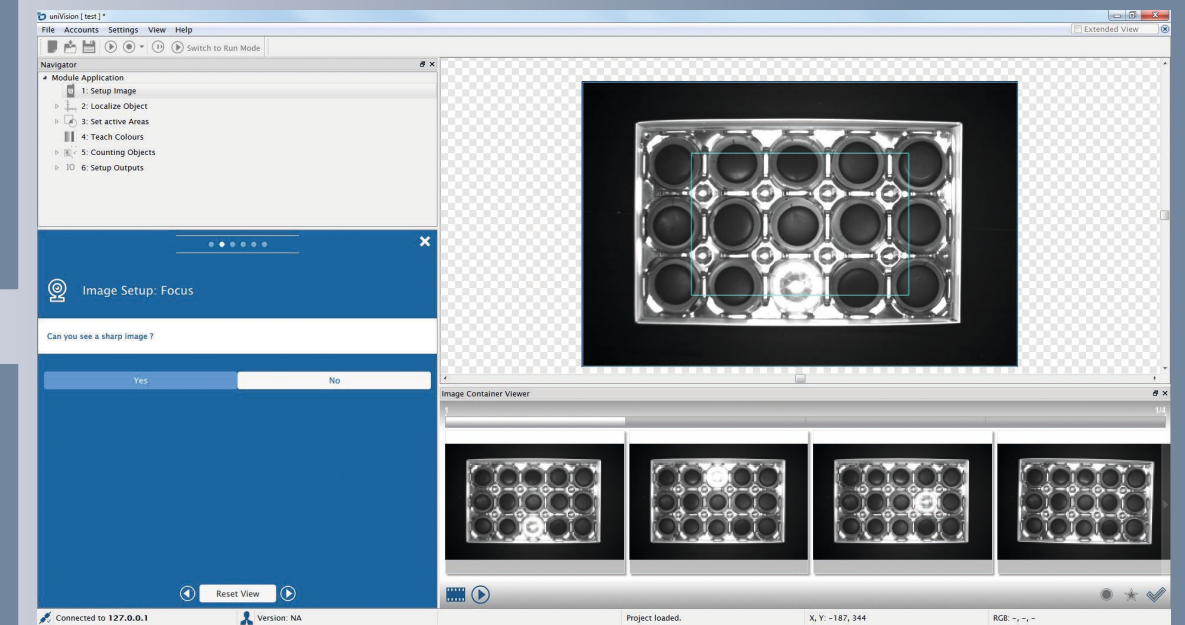 uniVision [ test ] *
File Accounts Settings View Help
Extended View
Switch to Run Mode
Navigator
Module Application
1: Setup Image
2: Localize Object
3: Set active Areas
4: Teach Colours
5: Counting Objects
IO 6: Setup Outputs
Image Setup: Focus
Can you see a sharp image ?
Yes No
Reset View
Image Container Viewer
1 1/4
Connected to 127.0.0.1 Version: NA Project loaded. X, Y: -187, 344 RGB: -, -, -